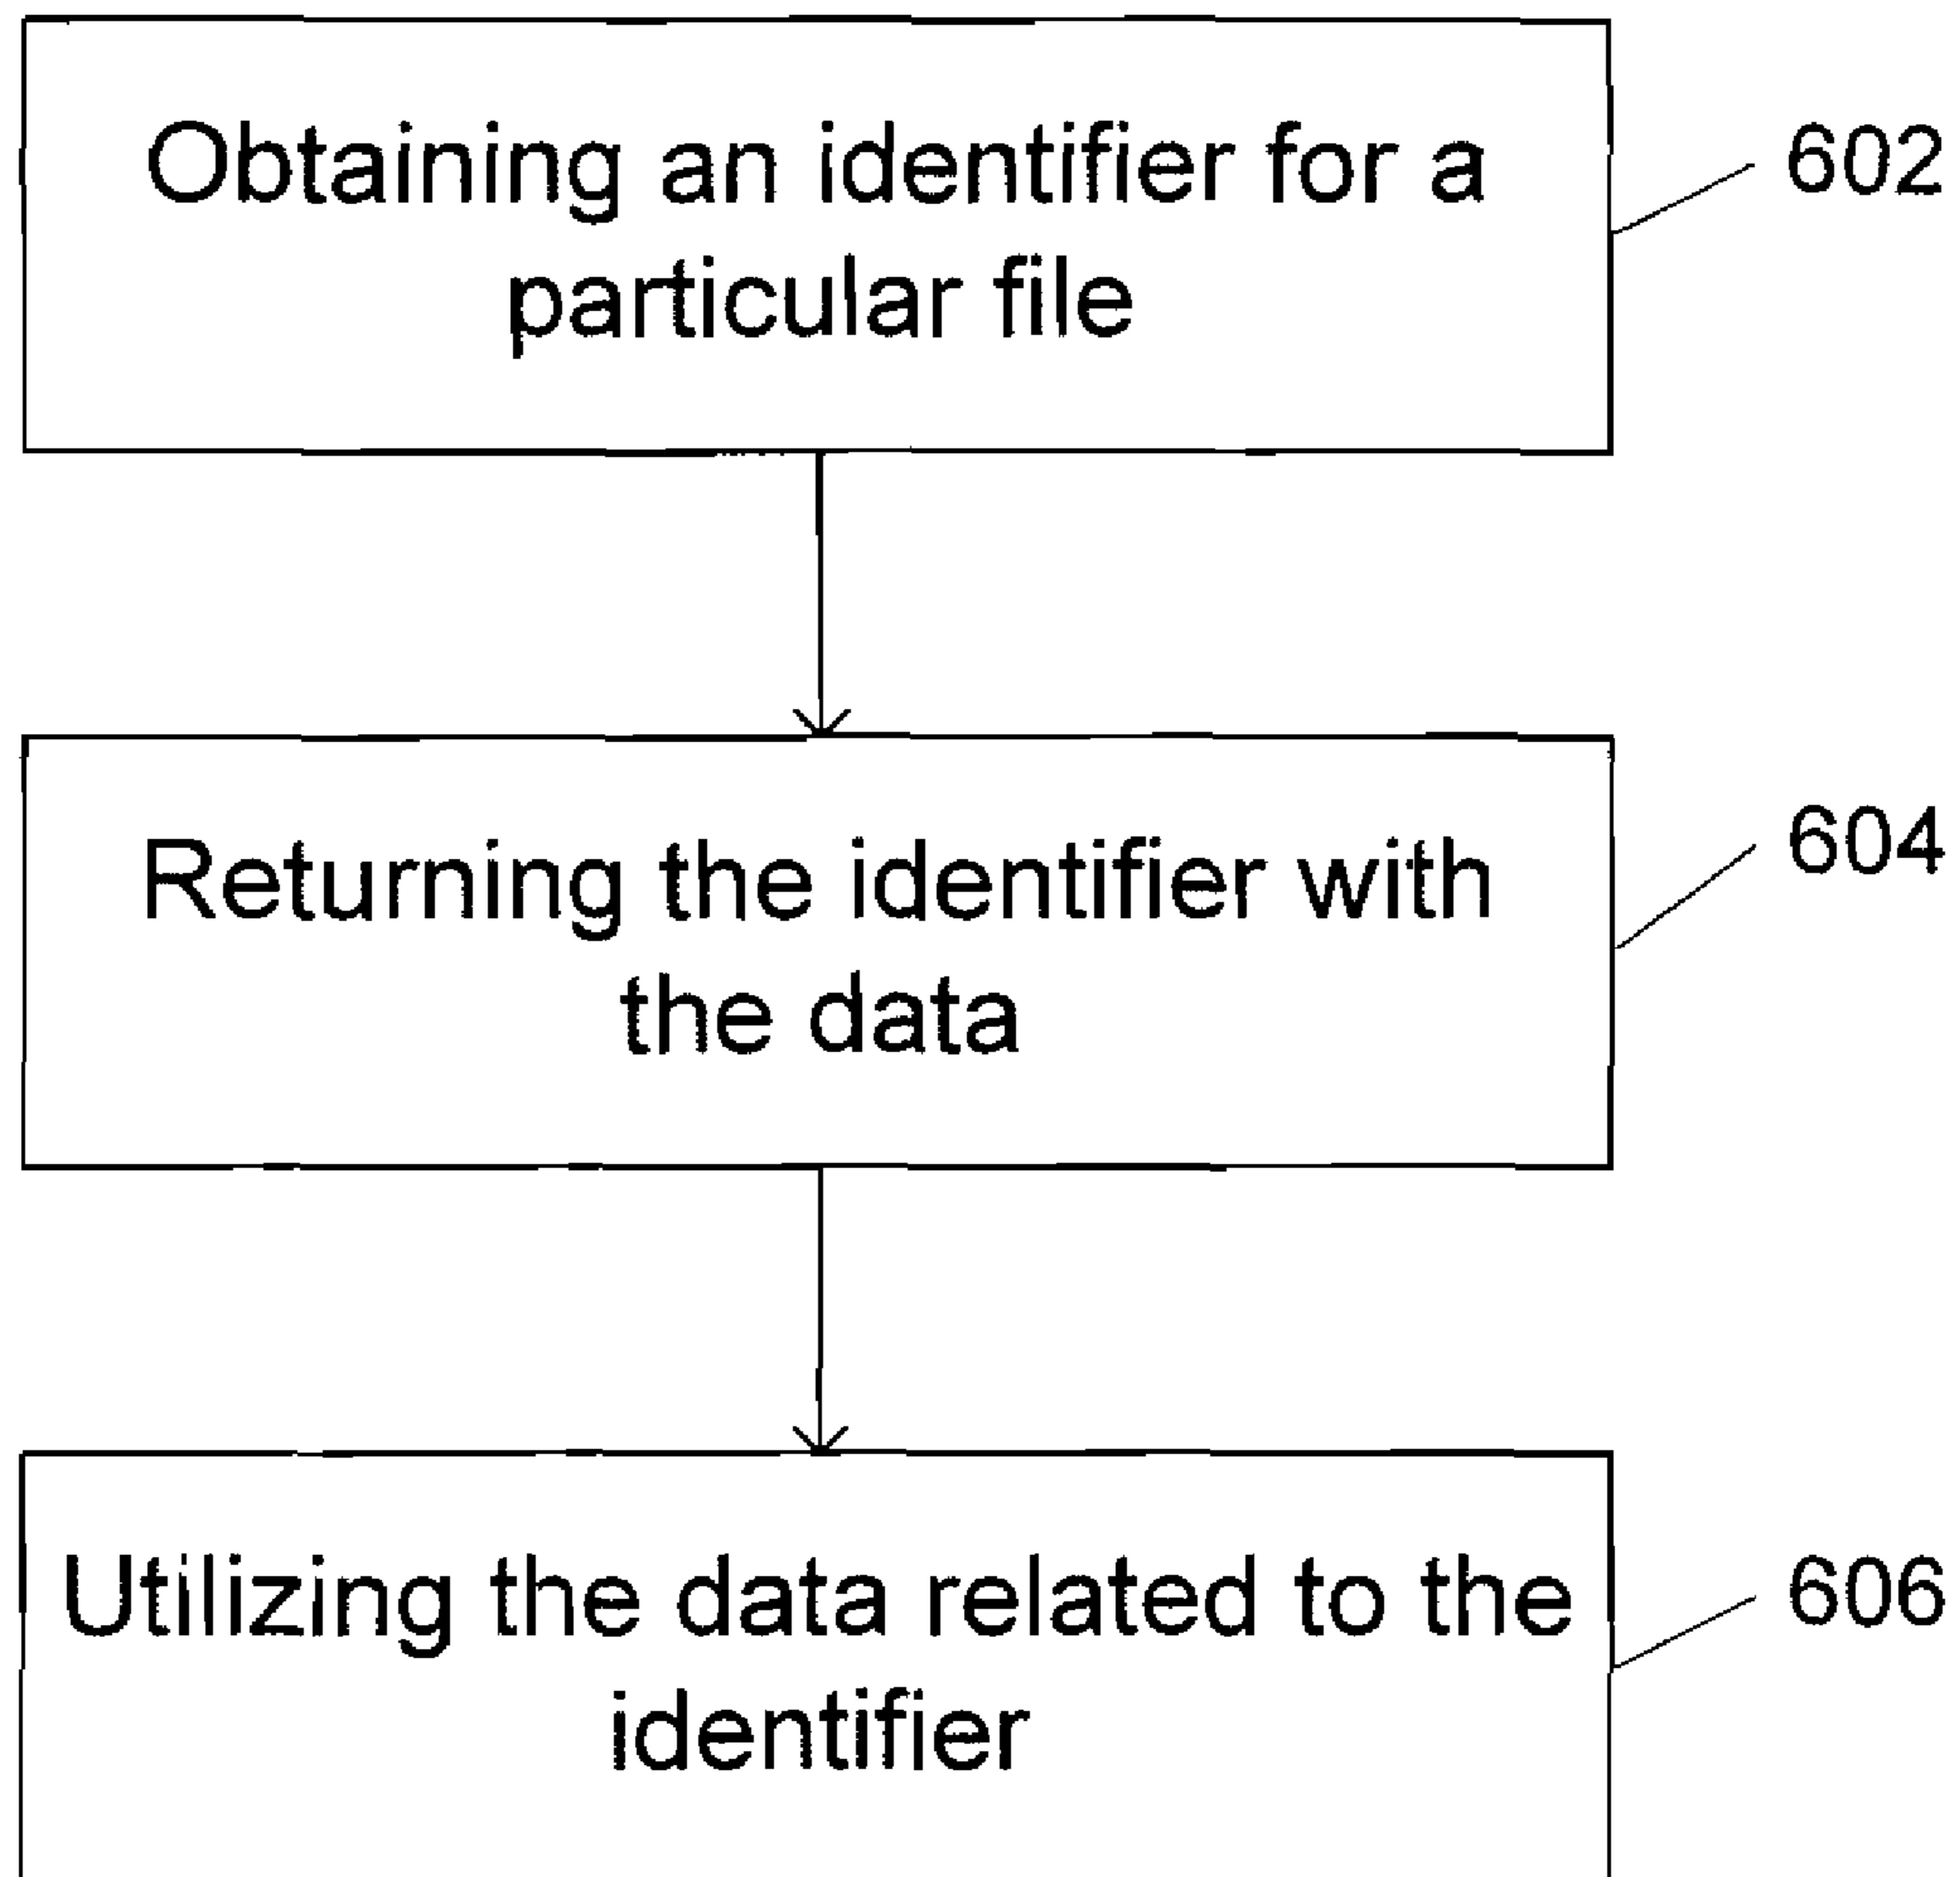 Obtaining an identifier for a
particular file
602
Returning the identifier with
the data
604
Utilizing the data related to the
identifier
606